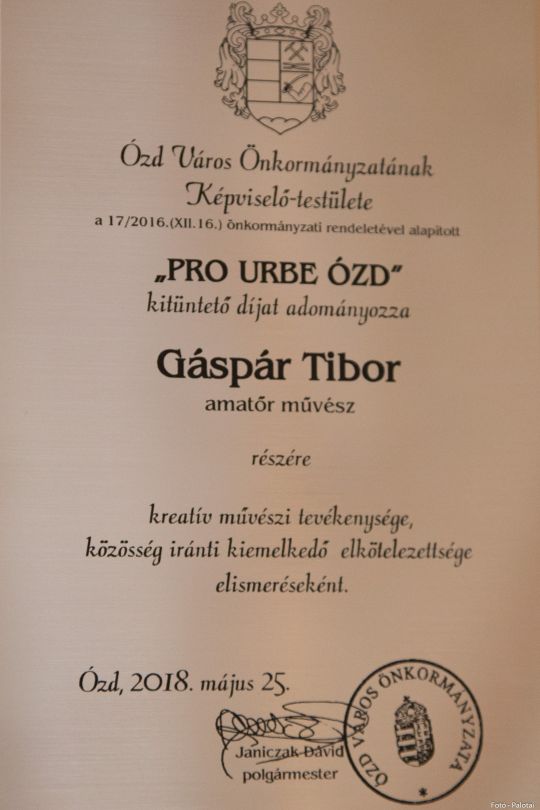 Ózd Város Önkormányzatának
Képviselő-testülete
a 17/2016.(XII.16.) önkormányzati rendeletével alapított
„PRO URBE ÓZD”
kitüntető díjat adományozza
Gáspár Tibor
amatőr művész
részére
kreatív művészi tevékenysége,
közösség iránti kiemelkedő elkötelezettsége
elismeréseként.
Ózd, 2018. május 25.
Janiczak Dávid
polgármester
ÓZD VÁROS ÖNKORMÁNYZATA
Foto - Palotai